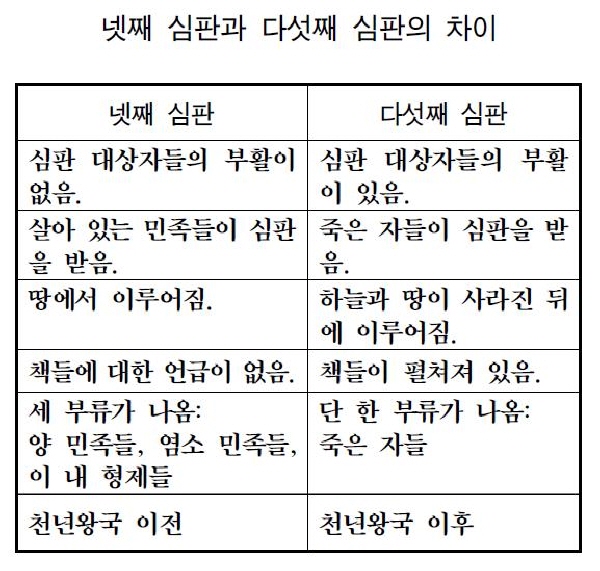 넷째 심판과 다섯째 심판의 차이
넷째 심판
다섯째 심판
심판 대상자들의 부활이
없음.
심판 대상자들의 부활
이 있음.
살아 있는 민족들이 심판
을 받음.
죽은 자들이 심판을 받
음.
땅에서 이루어짐.
하늘과 땅이 사라진 뒤
에 이루어짐.
책들에 대한 언급이 없음.
책들이 펼쳐져 있음.
세 부류가 나옴:
양 민족들, 염소 민족들,
이 내 형제들
단 한 부류가 나옴:
죽은 자들
천년왕국 이전
천년왕국 이후